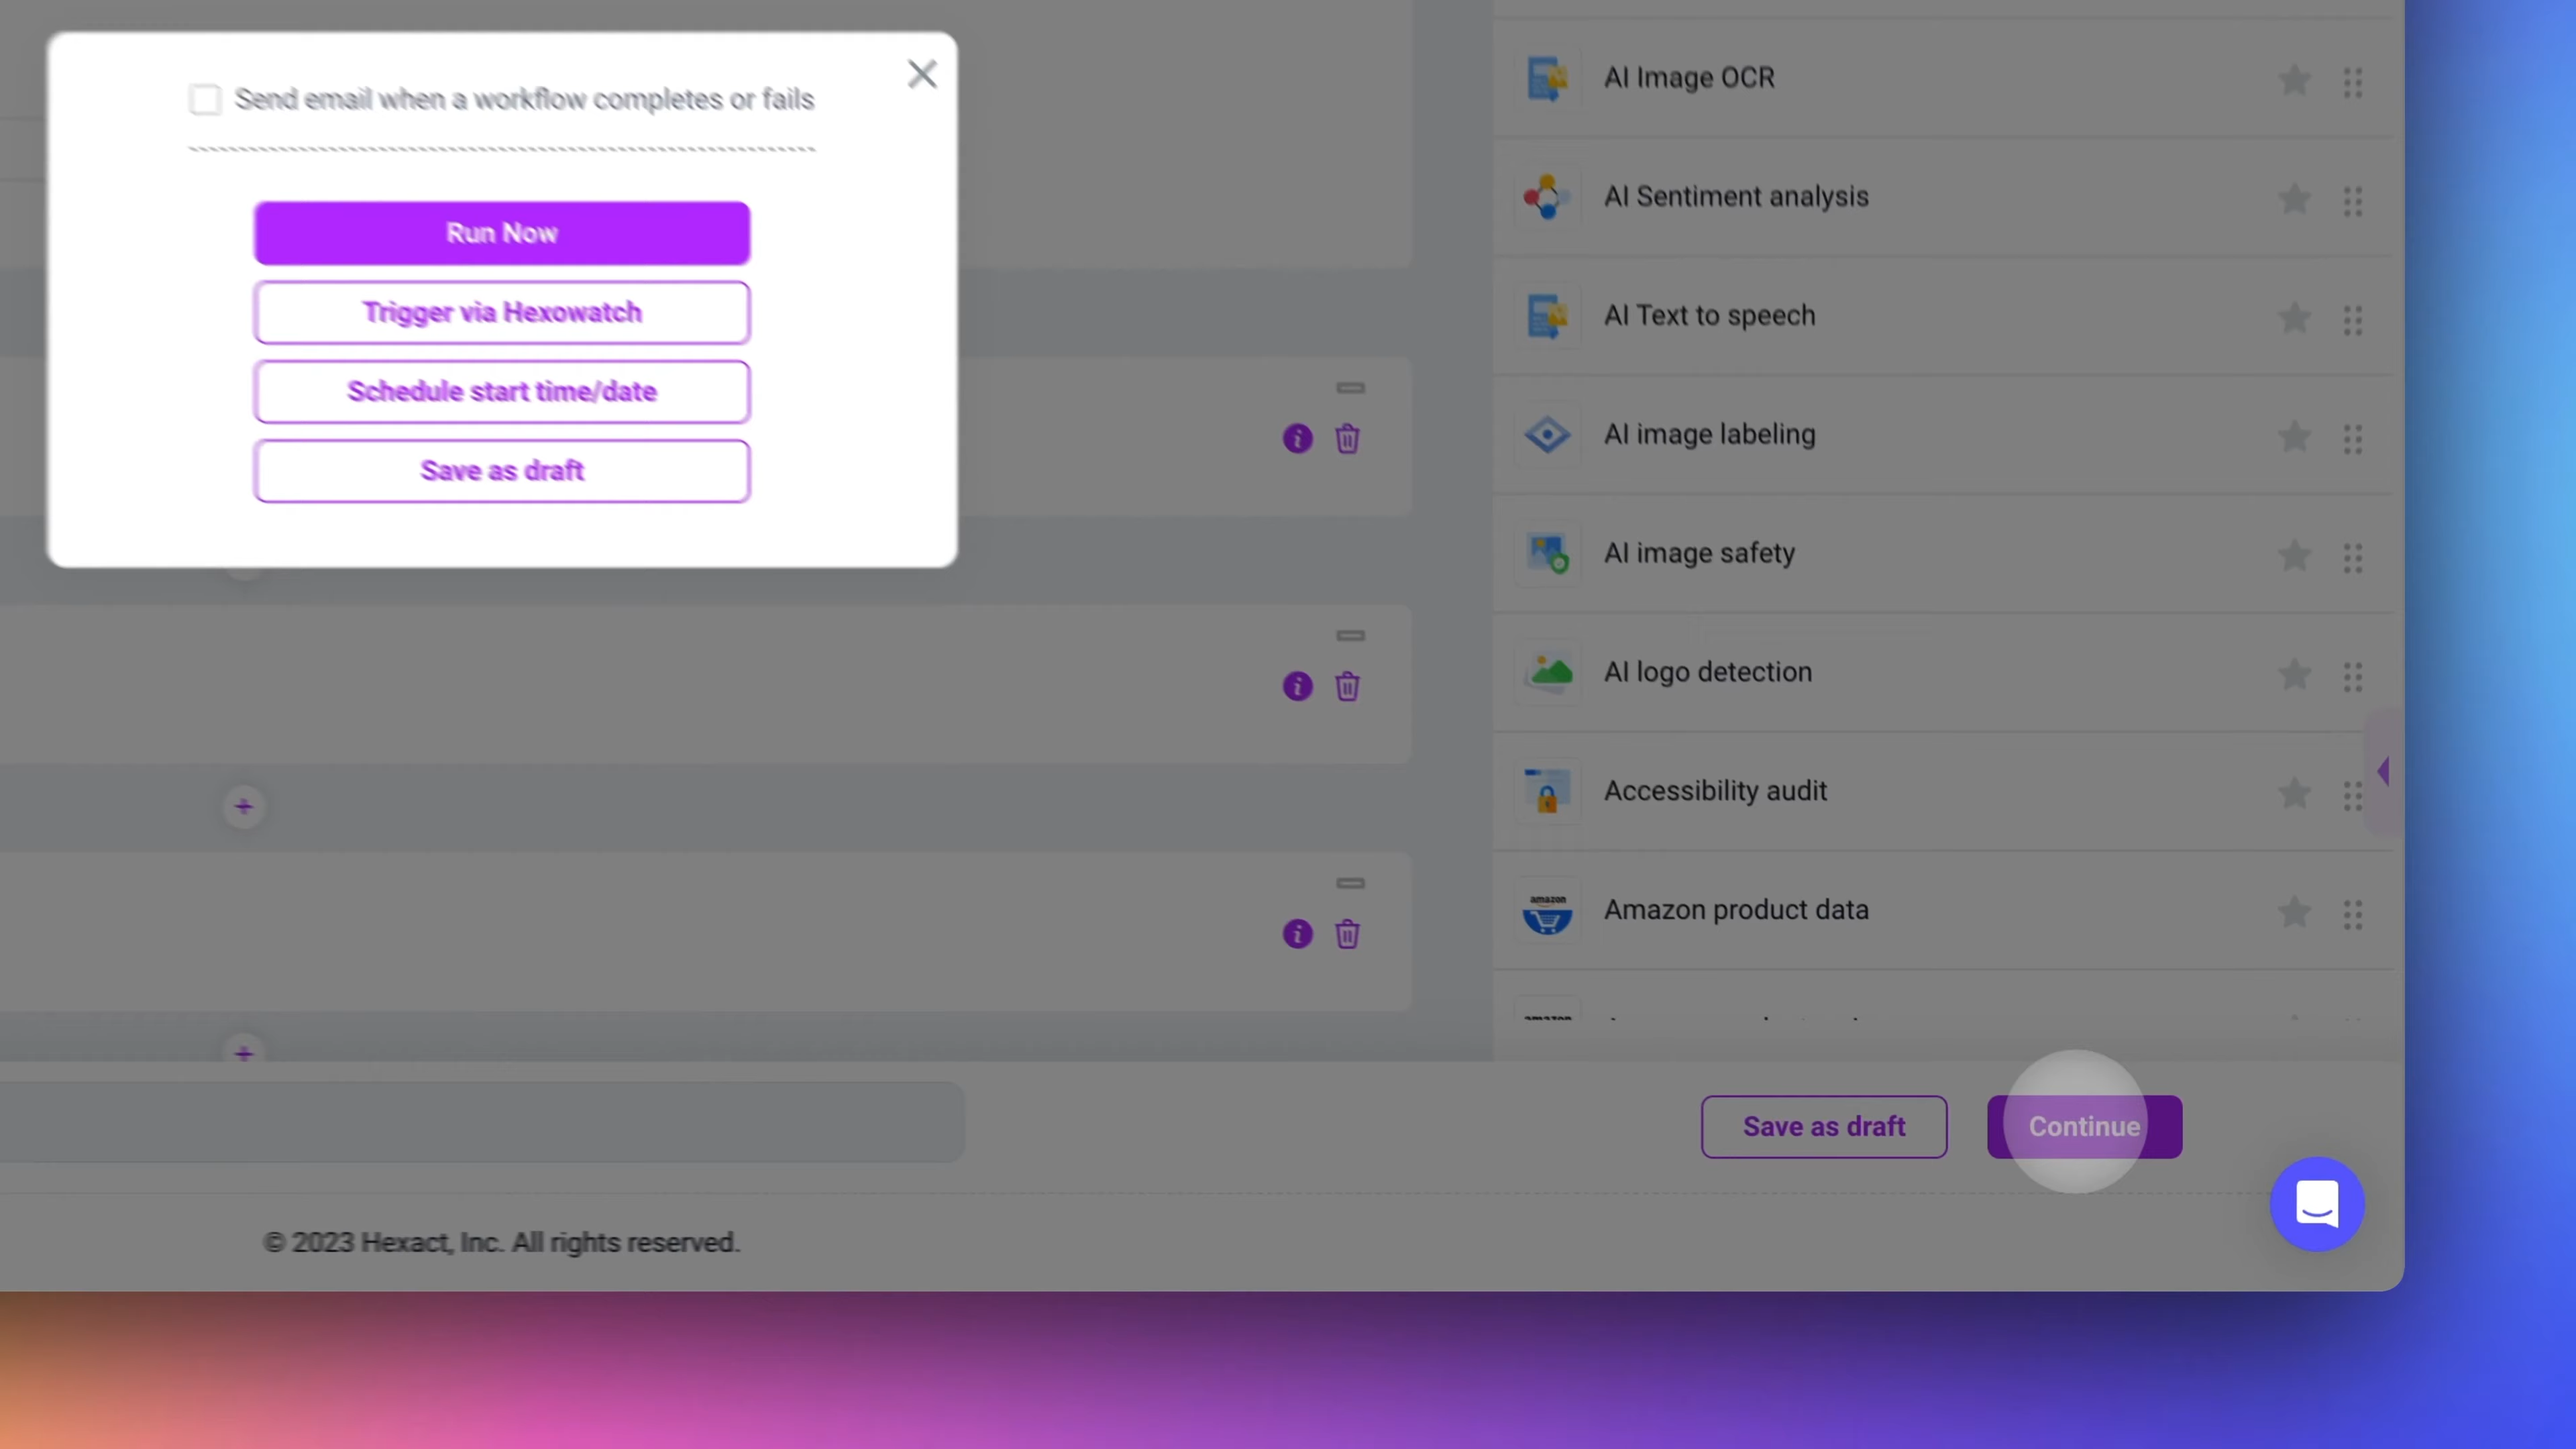 Send email when a workflow completes or fails
Run Now
Trigger via Hexowatch
Schedule start time/date
Save as draft
AI Image OCR
AI Sentiment analysis
AI Text to speech
AI image labeling
AI image safety
AI logo detection
Accessibility audit
amazon
Amazon product data
amazon
Save as draft
Continue
© 2023 Hexact, Inc. All rights reserved.